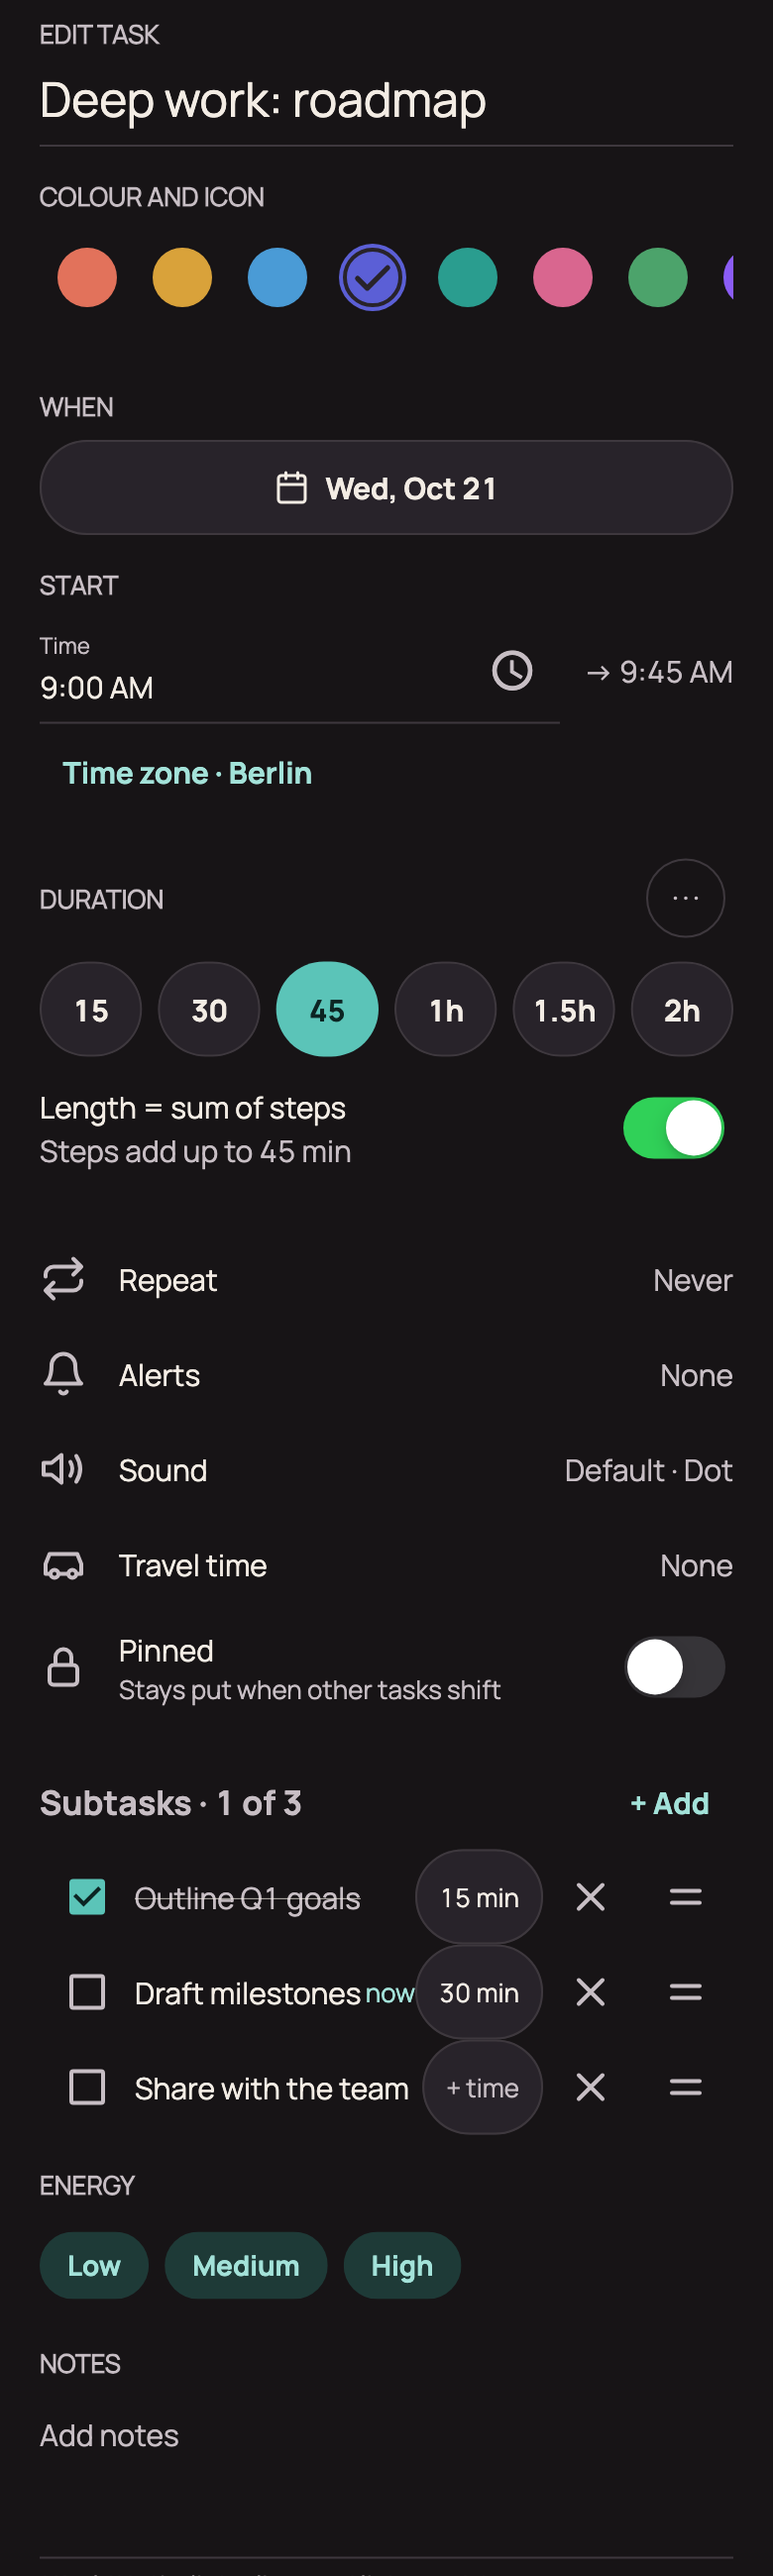 EDIT TASK
Deep work: roadmap
COLOUR AND ICON
WHEN
Wed, Oct 21
START
Time
9:00 AM
→ 9:45 AM
Time zone · Berlin
DURATION
···
15 30 45 1h 1.5h 2h
Length = sum of steps
Steps add up to 45 min
Repeat Never
Alerts None
Sound Default · Dot
Travel time None
Pinned
Stays put when other tasks shift
Subtasks · 1 of 3 + Add
Outline Q1 goals 15 min
Draft milestones now 30 min
Share with the team + time
ENERGY
Low Medium High
NOTES
Add notes